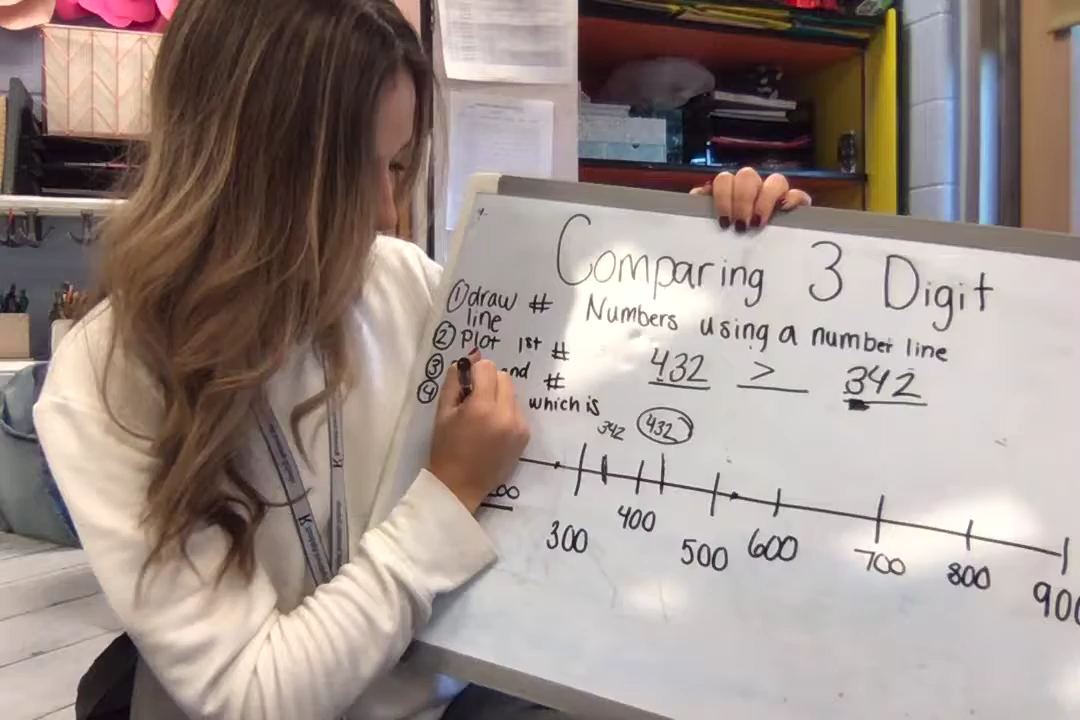 Comparing 3 Digit
Numbers using a number line
① draw #
line
② Plot 1st #
③ #
④ which is
432 > 342
342 432
300 400 500 600 700 800 900